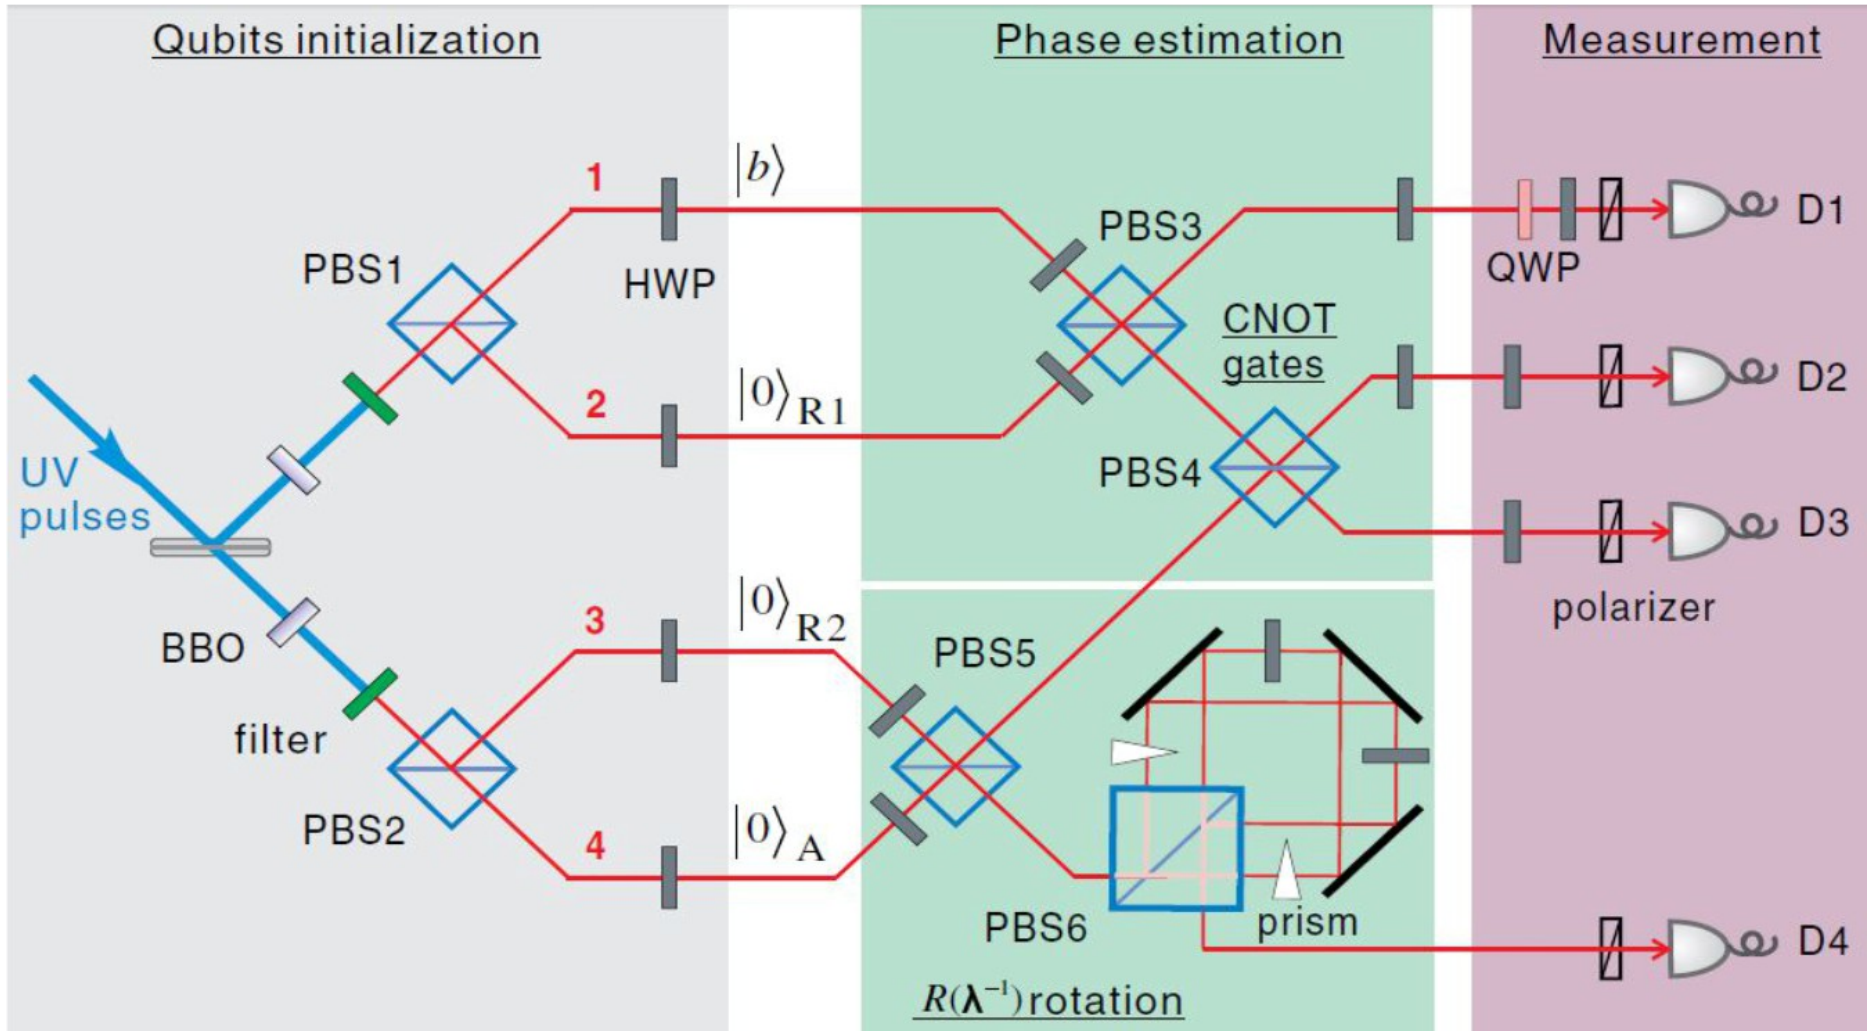 Qubits initialization
Phase estimation
Measurement
1
|b⟩
PBS1
HWP
PBS3
QWP
D1
CNOT
gates
2
|0⟩R1
D2
UV
pulses
PBS4
D3
BBO
3
|0⟩R2
PBS5
polarizer
filter
PBS2
4
|0⟩A
PBS6
prism
D4
R(λ⁻¹) rotation